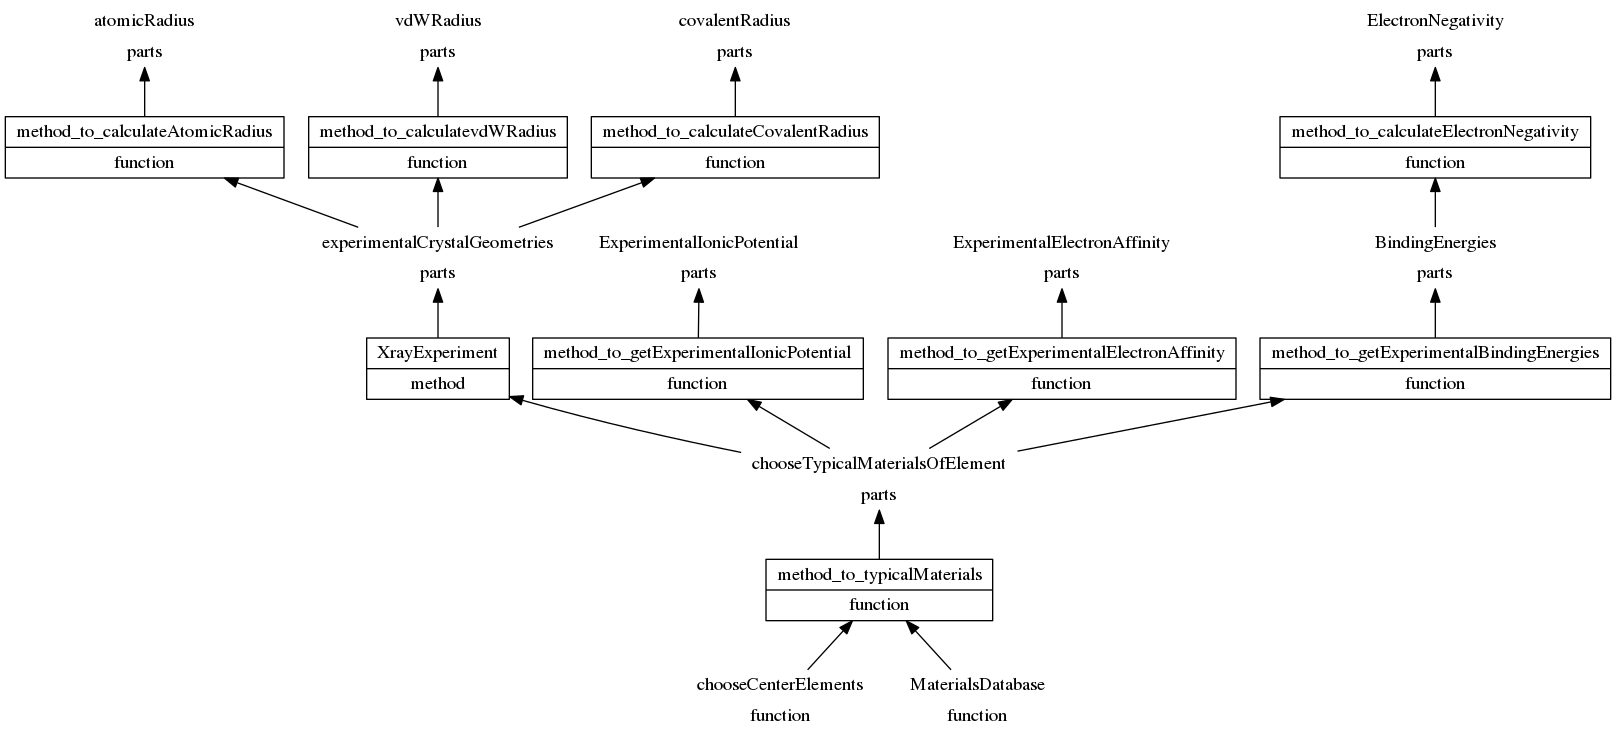 atomicRadius
parts
vdWRadius
parts
covalentRadius
parts
ElectronNegativity
parts
method_to_calculateAtomicRadius
function
method_to_calculatevdWRadius
function
method_to_calculateCovalentRadius
function
method_to_calculateElectronNegativity
function
experimentalCrystalGeometries
parts
ExperimentalIonicPotential
parts
ExperimentalElectronAffinity
parts
BindingEnergies
parts
XrayExperiment
method
method_to_getExperimentalIonicPotential
function
method_to_getExperimentalElectronAffinity
function
method_to_getExperimentalBindingEnergies
function
chooseTypicalMaterialsOfElement
parts
method_to_typicalMaterials
function
chooseCenterElements
function
MaterialsDatabase
function